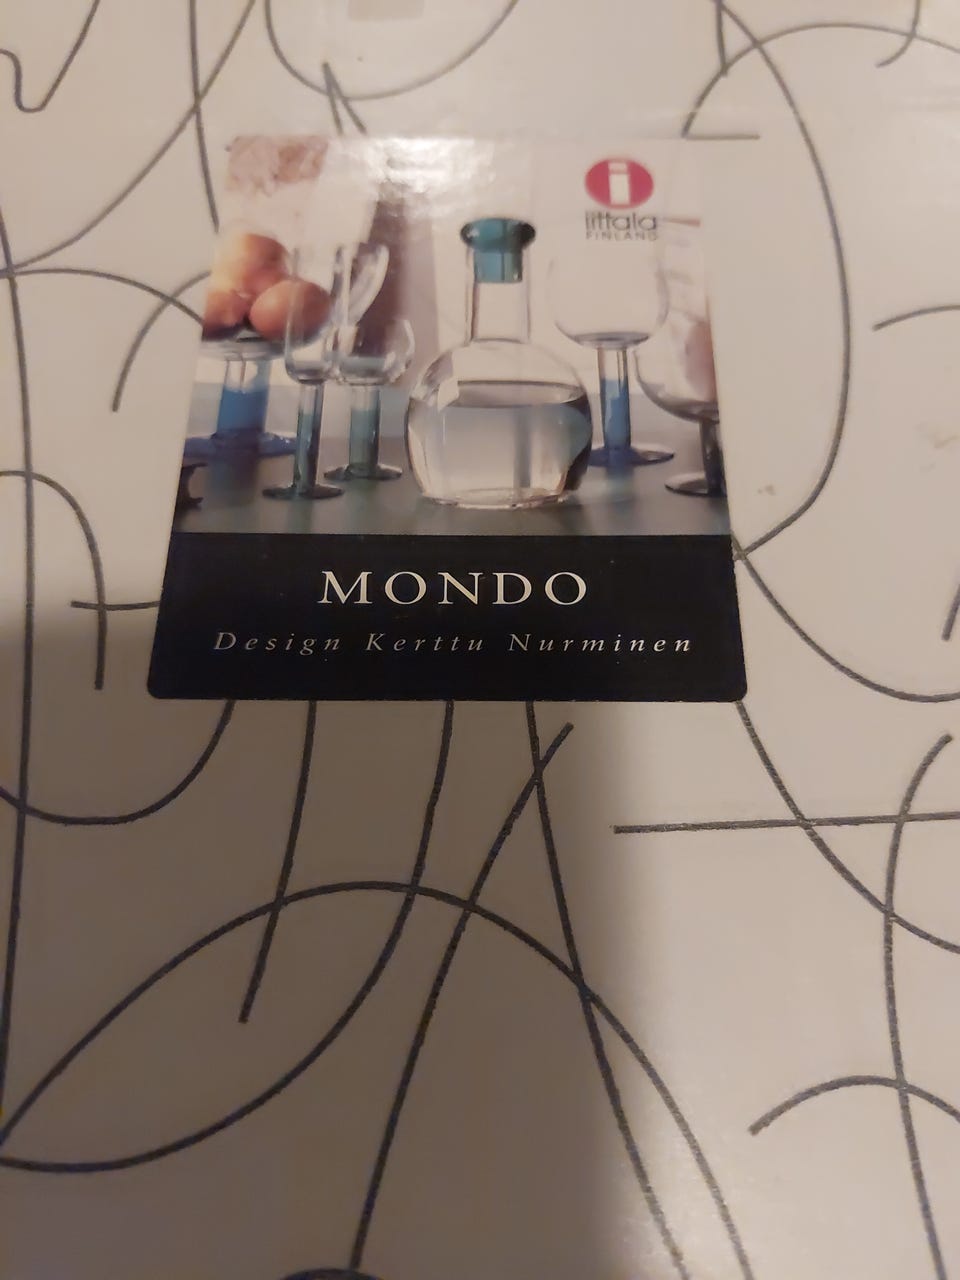 i
iittala
FINLAND
MONDO
Design Kerttu Nurminen